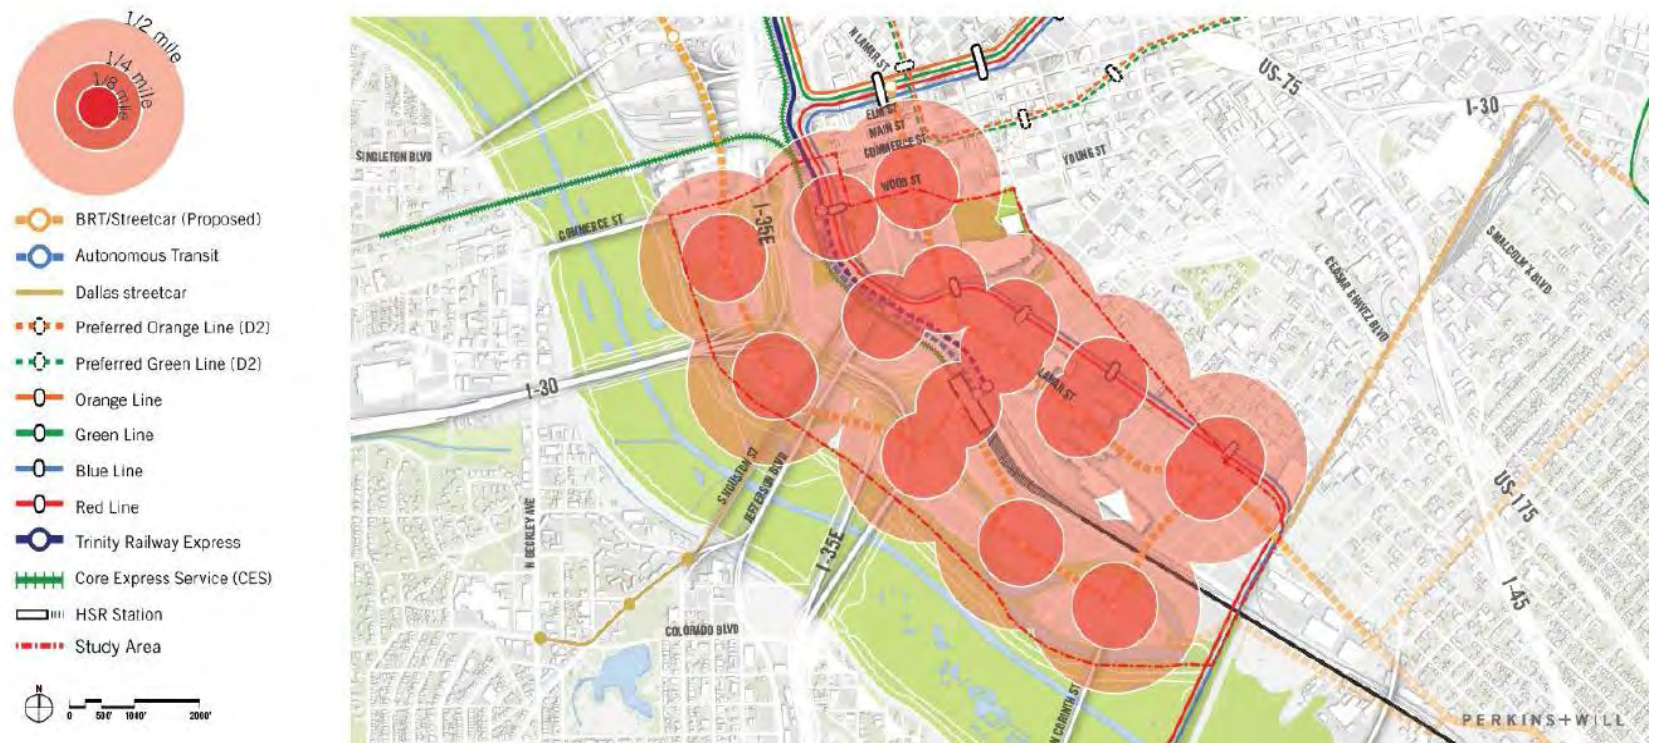 1/2 mile
1/4 mile
1/8 mile
BRT/Streetcar (Proposed)
Autonomous Transit
Dallas streetcar
Preferred Orange Line (D2)
Preferred Green Line (D2)
Orange Line
Green Line
Blue Line
Red Line
Trinity Railway Express
Core Express Service (CES)
HSR Station
Study Area
N
0 500' 1000' 2000'
N LAMAR ST
US-75
I-30
ELM ST
MAIN ST
COMMERCE ST
YOUNG ST
SINGLETON BLVD
WOOD ST
COMMERCE ST
I-35E
S MALCOLM X BLVD
CEASAR CHAVEZ BLVD
I-30
LAMAR ST
S HOUSTON ST
JEFFERSON BLVD
N BECKLEY AVE
I-35E
US-175
I-45
COLORADO BLVD
N CORINTH ST
PERKINS+WILL